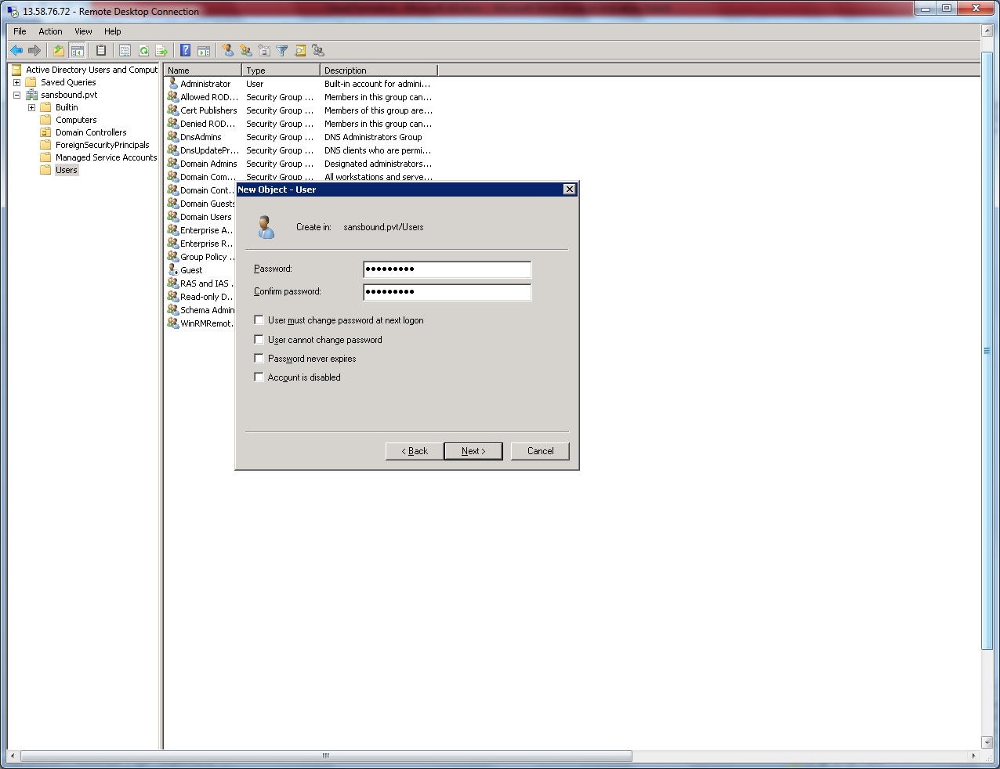 13.58.76.72 - Remote Desktop Connection
File Action View Help
Active Directory Users and Comput
Saved Queries
sansbound.pvt
Builtin
Computers
Domain Controllers
ForeignSecurityPrincipals
Managed Service Accounts
Users
Name Type Description
Administrator User Built-in account for admini...
Allowed ROD... Security Group ... Members in this group can...
Cert Publishers Security Group ... Members of this group are...
Denied ROD... Security Group ... Members in this group can...
DnsAdmins Security Group ... DNS Administrators Group
DnsUpdatePr... Security Group ... DNS clients who are permi...
Domain Admins Security Group ... Designated administrators...
Domain Com... Security Group ... All workstations and serve...
Domain Cont..
Domain Guests
Domain Users
Enterprise A..
Enterprise R..
Group Policy ..
Guest
RAS and IAS .
Read-only D..
Schema Admin
WinRMRemot.
New Object - User
Create in: sansbound.pvt/Users
Password: •••••••••
Confirm password: •••••••••
User must change password at next logon
User cannot change password
Password never expires
Account is disabled
< Back Next > Cancel